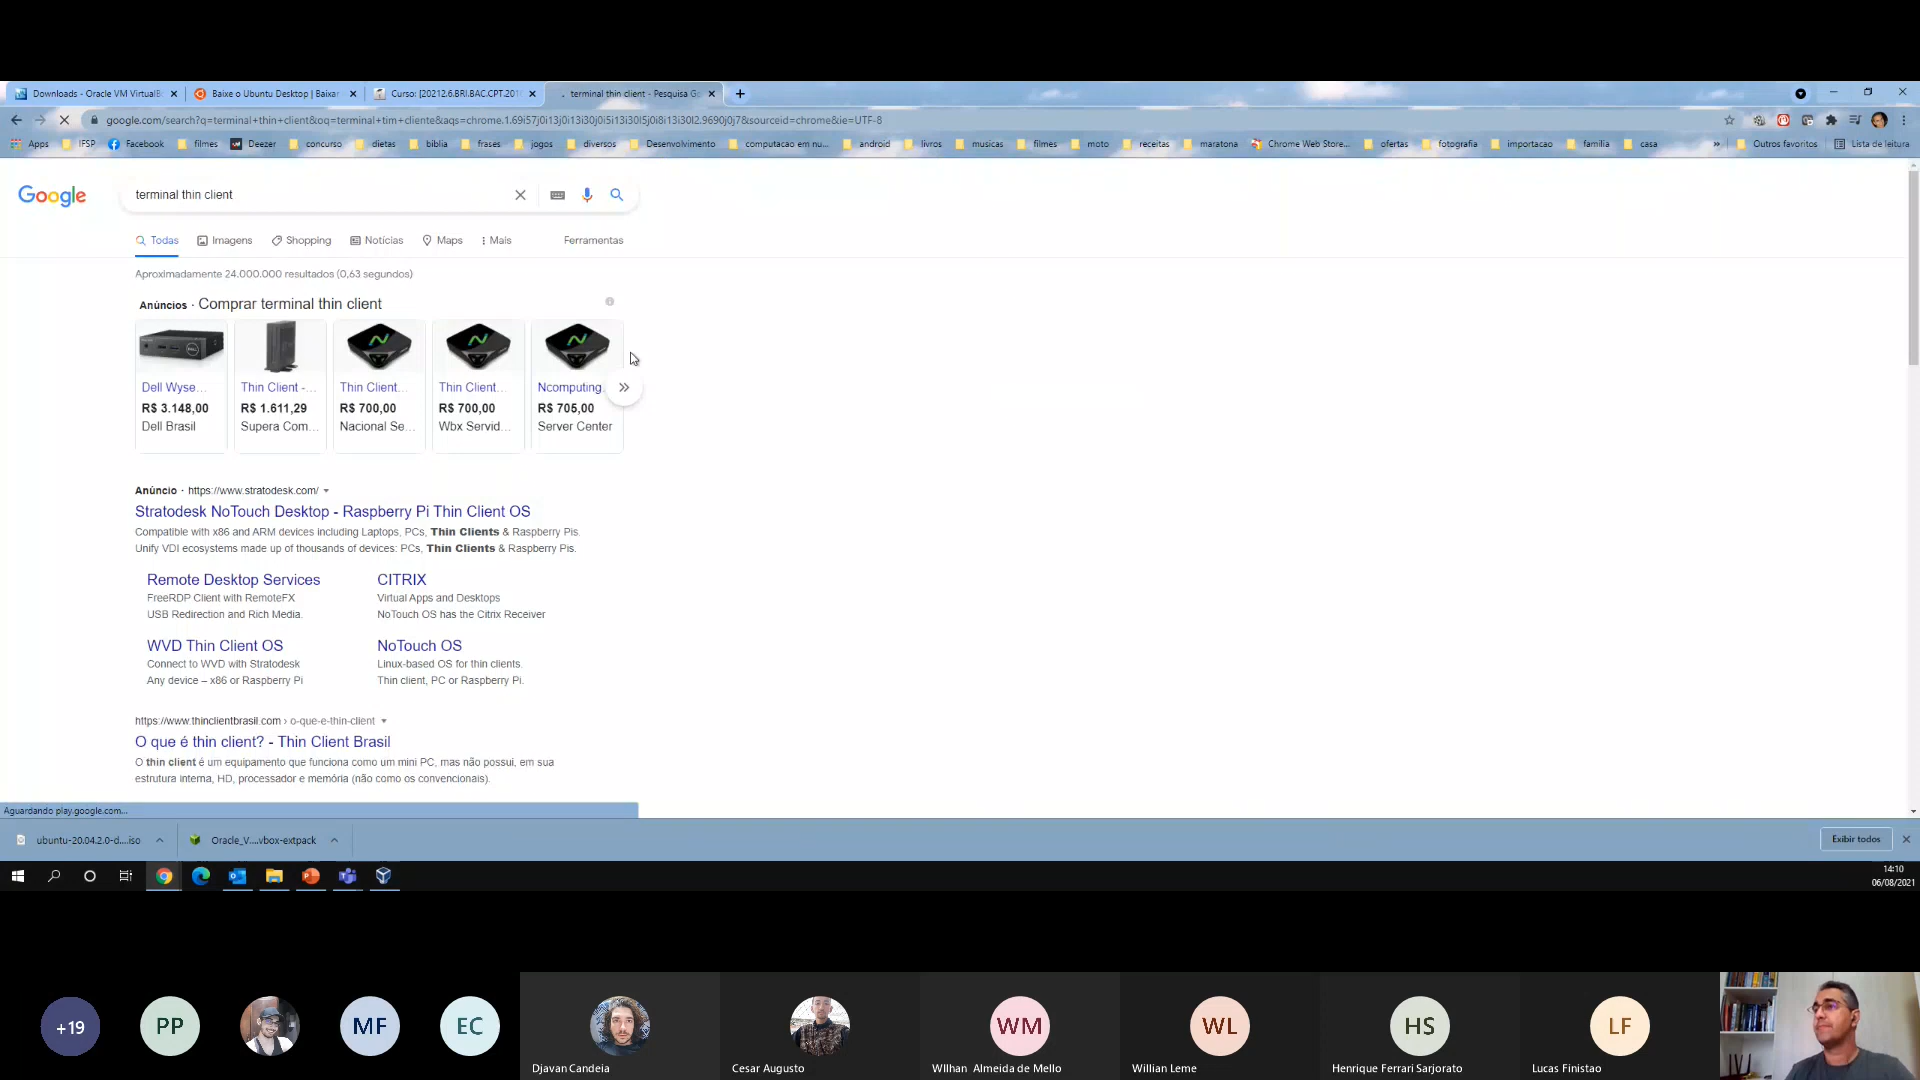 Downloads - Oracle VM VirtualB
Baixe o Ubuntu Desktop | Baixar
Curso: [20212.6.BRI.BAC.CPT.201
terminal thin client - Pesquisa G
google.com/search?q=terminal+thin+client&oq=terminal+tim+cliente&aqs=chrome.1.69i57j0i13j0i13i30j0i5i13i30l5j0i8i13i30l2.9690j0j7&sourceid=chrome&ie=UTF-8
Apps IFSP Facebook filmes Deezer concurso dietas biblia frases jogos diversos Desenvolvimento computacao em nu... android livros musicas filmes moto receitas maratona Chrome Web Store... ofertas fotografia importacao familia casa » Outros favoritos Lista de leitura
Google
terminal thin client
Todas Imagens Shopping Notícias Maps Mais Ferramentas
Aproximadamente 24.000.000 resultados (0,63 segundos)
Anúncios · Comprar terminal thin client
Dell Wyse... Thin Client -... Thin Client... Thin Client... Ncomputing
R$ 3.148,00 R$ 1.611,29 R$ 700,00 R$ 700,00 R$ 705,00
Dell Brasil Supera Com... Nacional Se... Wbx Servid... Server Center
Anúncio · https://www.stratodesk.com/
Stratodesk NoTouch Desktop - Raspberry Pi Thin Client OS
Compatible with x86 and ARM devices including Laptops, PCs, Thin Clients & Raspberry Pis.
Unify VDI ecosystems made up of thousands of devices: PCs, Thin Clients & Raspberry Pis.
Remote Desktop Services
FreeRDP Client with RemoteFX
USB Redirection and Rich Media.
CITRIX
Virtual Apps and Desktops
NoTouch OS has the Citrix Receiver
WVD Thin Client OS
Connect to WVD with Stratodesk
Any device – x86 or Raspberry Pi
NoTouch OS
Linux-based OS for thin clients.
Thin client, PC or Raspberry Pi.
https://www.thinclientbrasil.com › o-que-e-thin-client
O que é thin client? - Thin Client Brasil
O thin client é um equipamento que funciona como um mini PC, mas não possui, em sua
estrutura interna, HD, processador e memória (não como os convencionais).
Aguardando play.google.com...
ubuntu-20.04.2.0-d....iso
Oracle_V....vbox-extpack
Exibir todos
14:10
06/08/2021
+19 PP MF EC WM WL HS LF
Djavan Candeia
Cesar Augusto
WIlhan Almeida de Mello
Willian Leme
Henrique Ferrari Sarjorato
Lucas Finistao